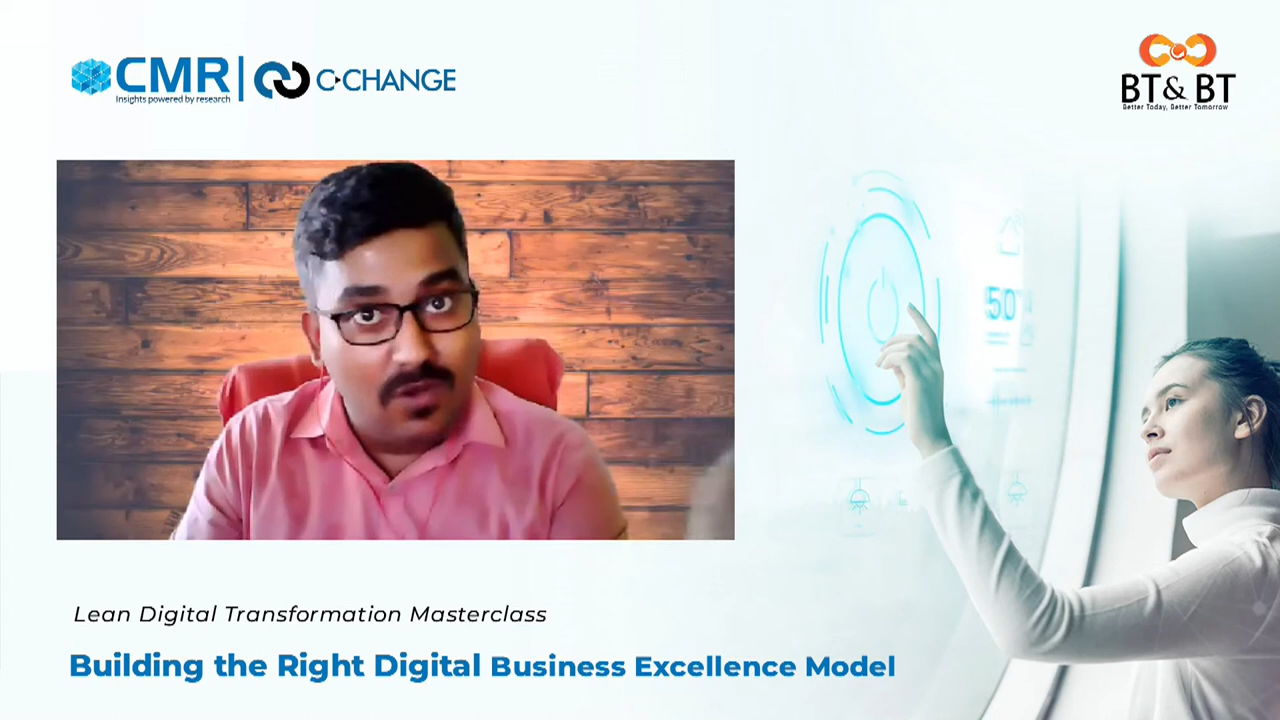 CMR
Insights powered by research
C-CHANGE
BT & BT
Better Today, Better Tomorrow
50
Lean Digital Transformation Masterclass
Building the Right Digital Business Excellence Model